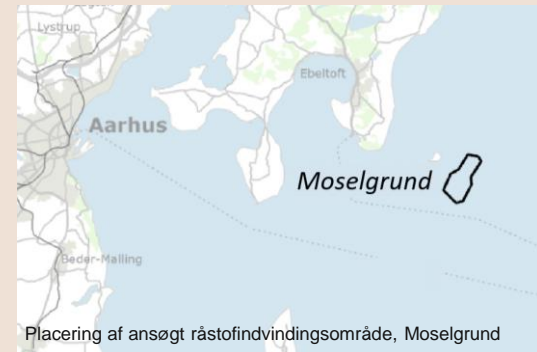 Lystrup
Ebeltoft
Aarhus
Moselgrund
Beder-Malling
Placering af ansøgt råstofindvindingsområde, Moselgrund